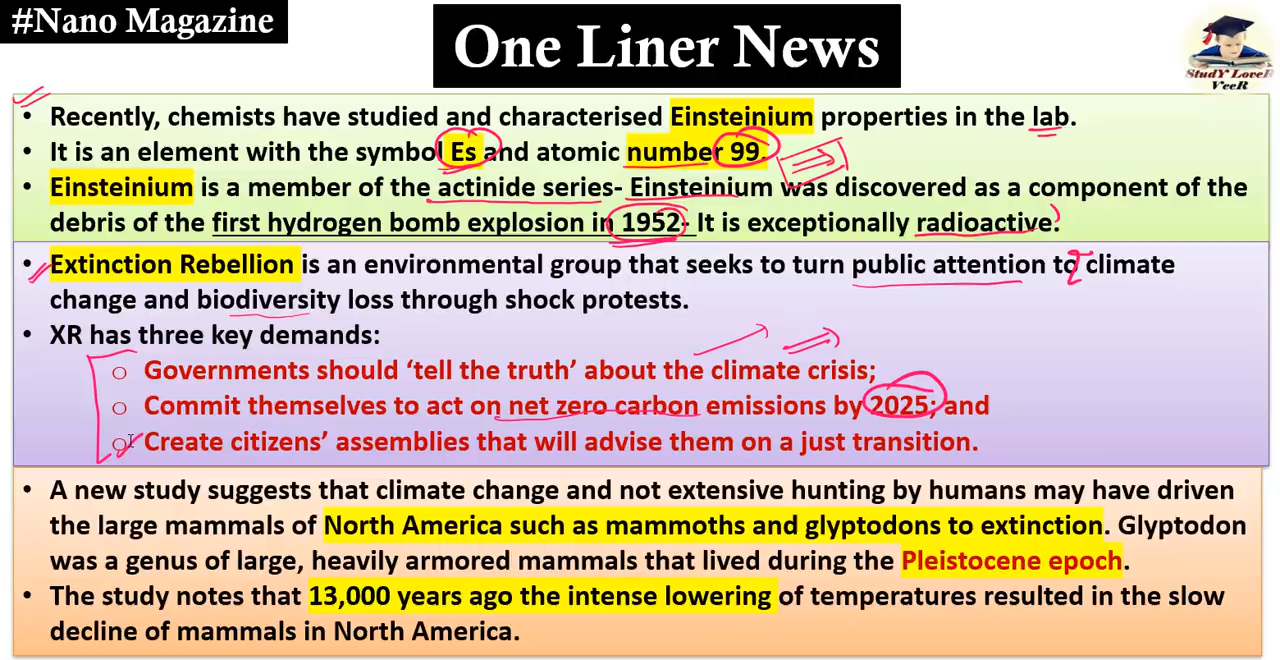 #Nano Magazine
One Liner News
StudY LoveR
VeeR
• Recently, chemists have studied and characterised Einsteinium properties in the lab.
• It is an element with the symbol Es and atomic number 99.
• Einsteinium is a member of the actinide series- Einsteinium was discovered as a component of the
debris of the first hydrogen bomb explosion in 1952- It is exceptionally radioactive.
• Extinction Rebellion is an environmental group that seeks to turn public attention to climate
change and biodiversity loss through shock protests.
• XR has three key demands:
o Governments should ‘tell the truth’ about the climate crisis;
o Commit themselves to act on net zero carbon emissions by 2025; and
o Create citizens’ assemblies that will advise them on a just transition.
• A new study suggests that climate change and not extensive hunting by humans may have driven
the large mammals of North America such as mammoths and glyptodons to extinction. Glyptodon
was a genus of large, heavily armored mammals that lived during the Pleistocene epoch.
• The study notes that 13,000 years ago the intense lowering of temperatures resulted in the slow
decline of mammals in North America.